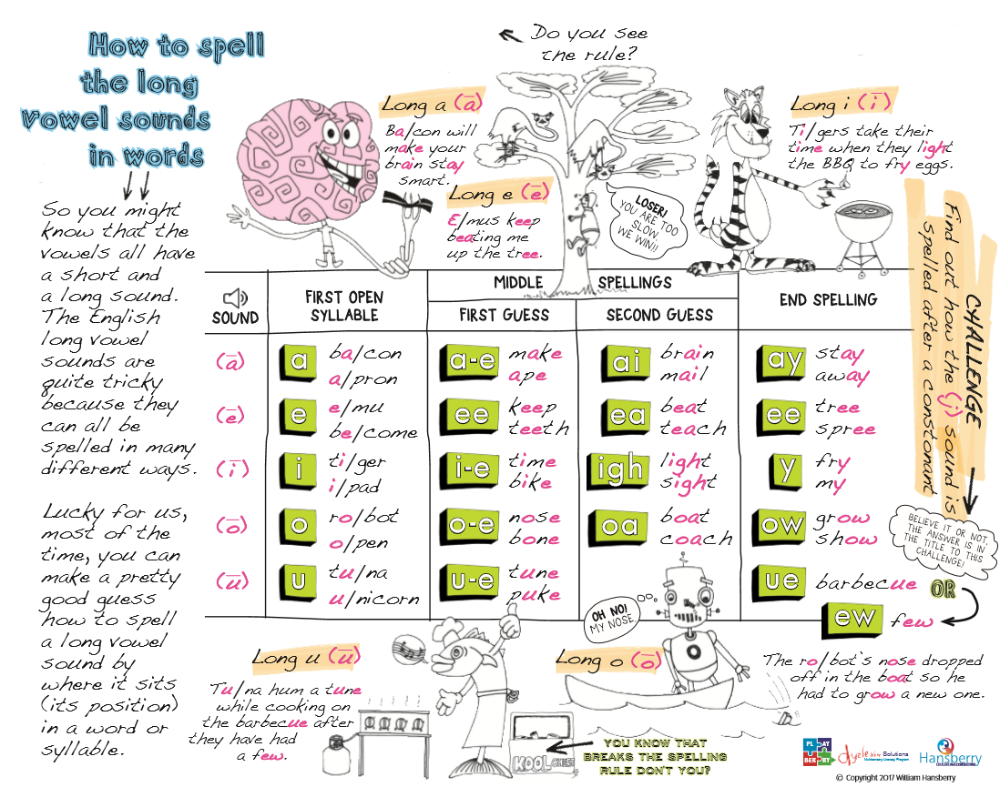 How to spell
the long
vowel sounds
in words
So you might
know that the
vowels all have
a short and
a long sound.
The English
long vowel
sounds are
quite tricky
because they
can all be
spelled in many
different ways.
Lucky for us,
most of the
time, you can
make a pretty
good guess
how to spell
a long vowel
sound by
where it sits
(its position)
in a word or
syllable.
Do you see
the rule?
Long a (ā)
Ba/con will
make your
brain stay
smart.
Long e (ē)
E/mus keep
beating me
up the tree.
LOSER!
YOU ARE TOO
SLOW.
WE WIN!!
Long i (ī)
Ti/gers take their
time when they light
the BBQ to fry eggs.
CHALLENGE
Find out how the (j) sound is
spelled after a constonant
BELIEVE IT OR NOT,
THE ANSWER IS IN
THE TITLE TO THIS
CHALLENGE!
SOUND
FIRST OPEN
SYLLABLE
MIDDLE SPELLINGS
FIRST GUESS
SECOND GUESS
END SPELLING
(ā) a ba/con a-e make ai brain ay stay
a/pron ape mail away
(ē) e e/mu ee keep ea beat ee tree
be/come teeth teach spree
(ī) i ti/ger i-e time igh light y fry
i/pad bike sight my
(ō) o ro/bot o-e nose oa boat ow grow
o/pen bone coach show
(ū) u tu/na u-e tune ue barbecue OR
u/nicorn puke ew few
OH NO!
MY NOSE
Long u (ū)
Tu/na hum a tune
while cooking on
the barbecue after
they have had
a few.
KOOL CHEST
Long o (ō)
The ro/bot's nose dropped
off in the boat so he
had to grow a new one.
YOU KNOW THAT
BREAKS THE SPELLING
RULE DON'T YOU?
PL AY
BERRY
Hansberry
© Copyright 2017 William Hansberry